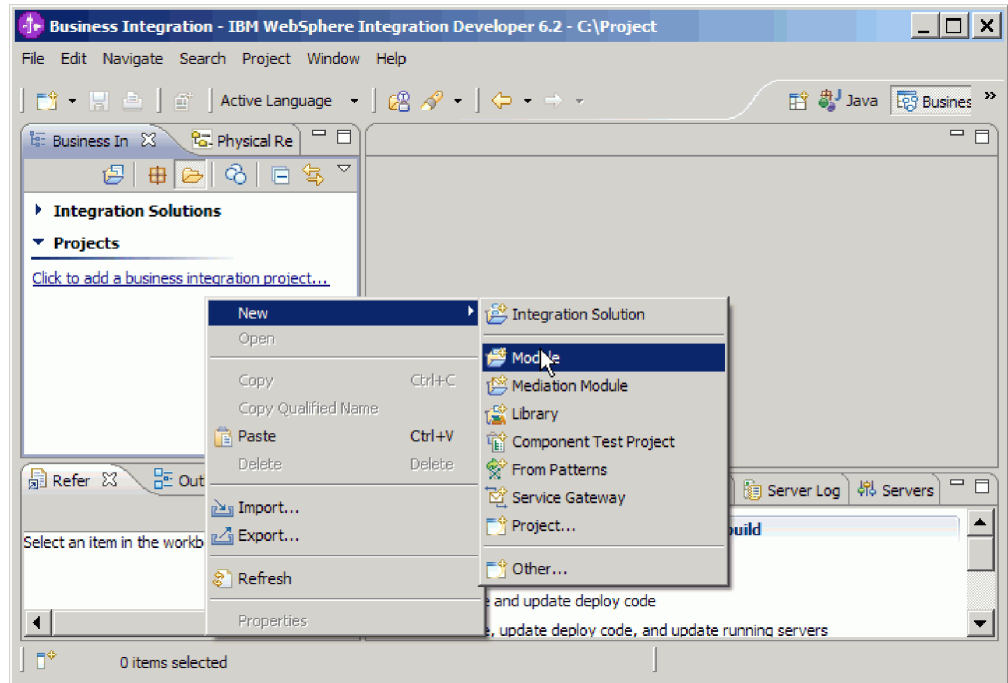 Business Integration - IBM WebSphere Integration Developer 6.2 - C:\Project
File Edit Navigate Search Project Window Help
Active Language
Java Busines »
Business In Physical Re
Integration Solutions
Projects
Click to add a business integration project...
New
Open
Copy Ctrl+C
Copy Qualified Name
Paste Ctrl+V
Delete Delete
Import...
Export...
Refresh
Properties
Integration Solution
Module
Mediation Module
Library
Component Test Project
From Patterns
Service Gateway
Project...
Other...
Refer Out
Server Log Servers
Select an item in the workb
build
and update deploy code
, update deploy code, and update running servers
0 items selected